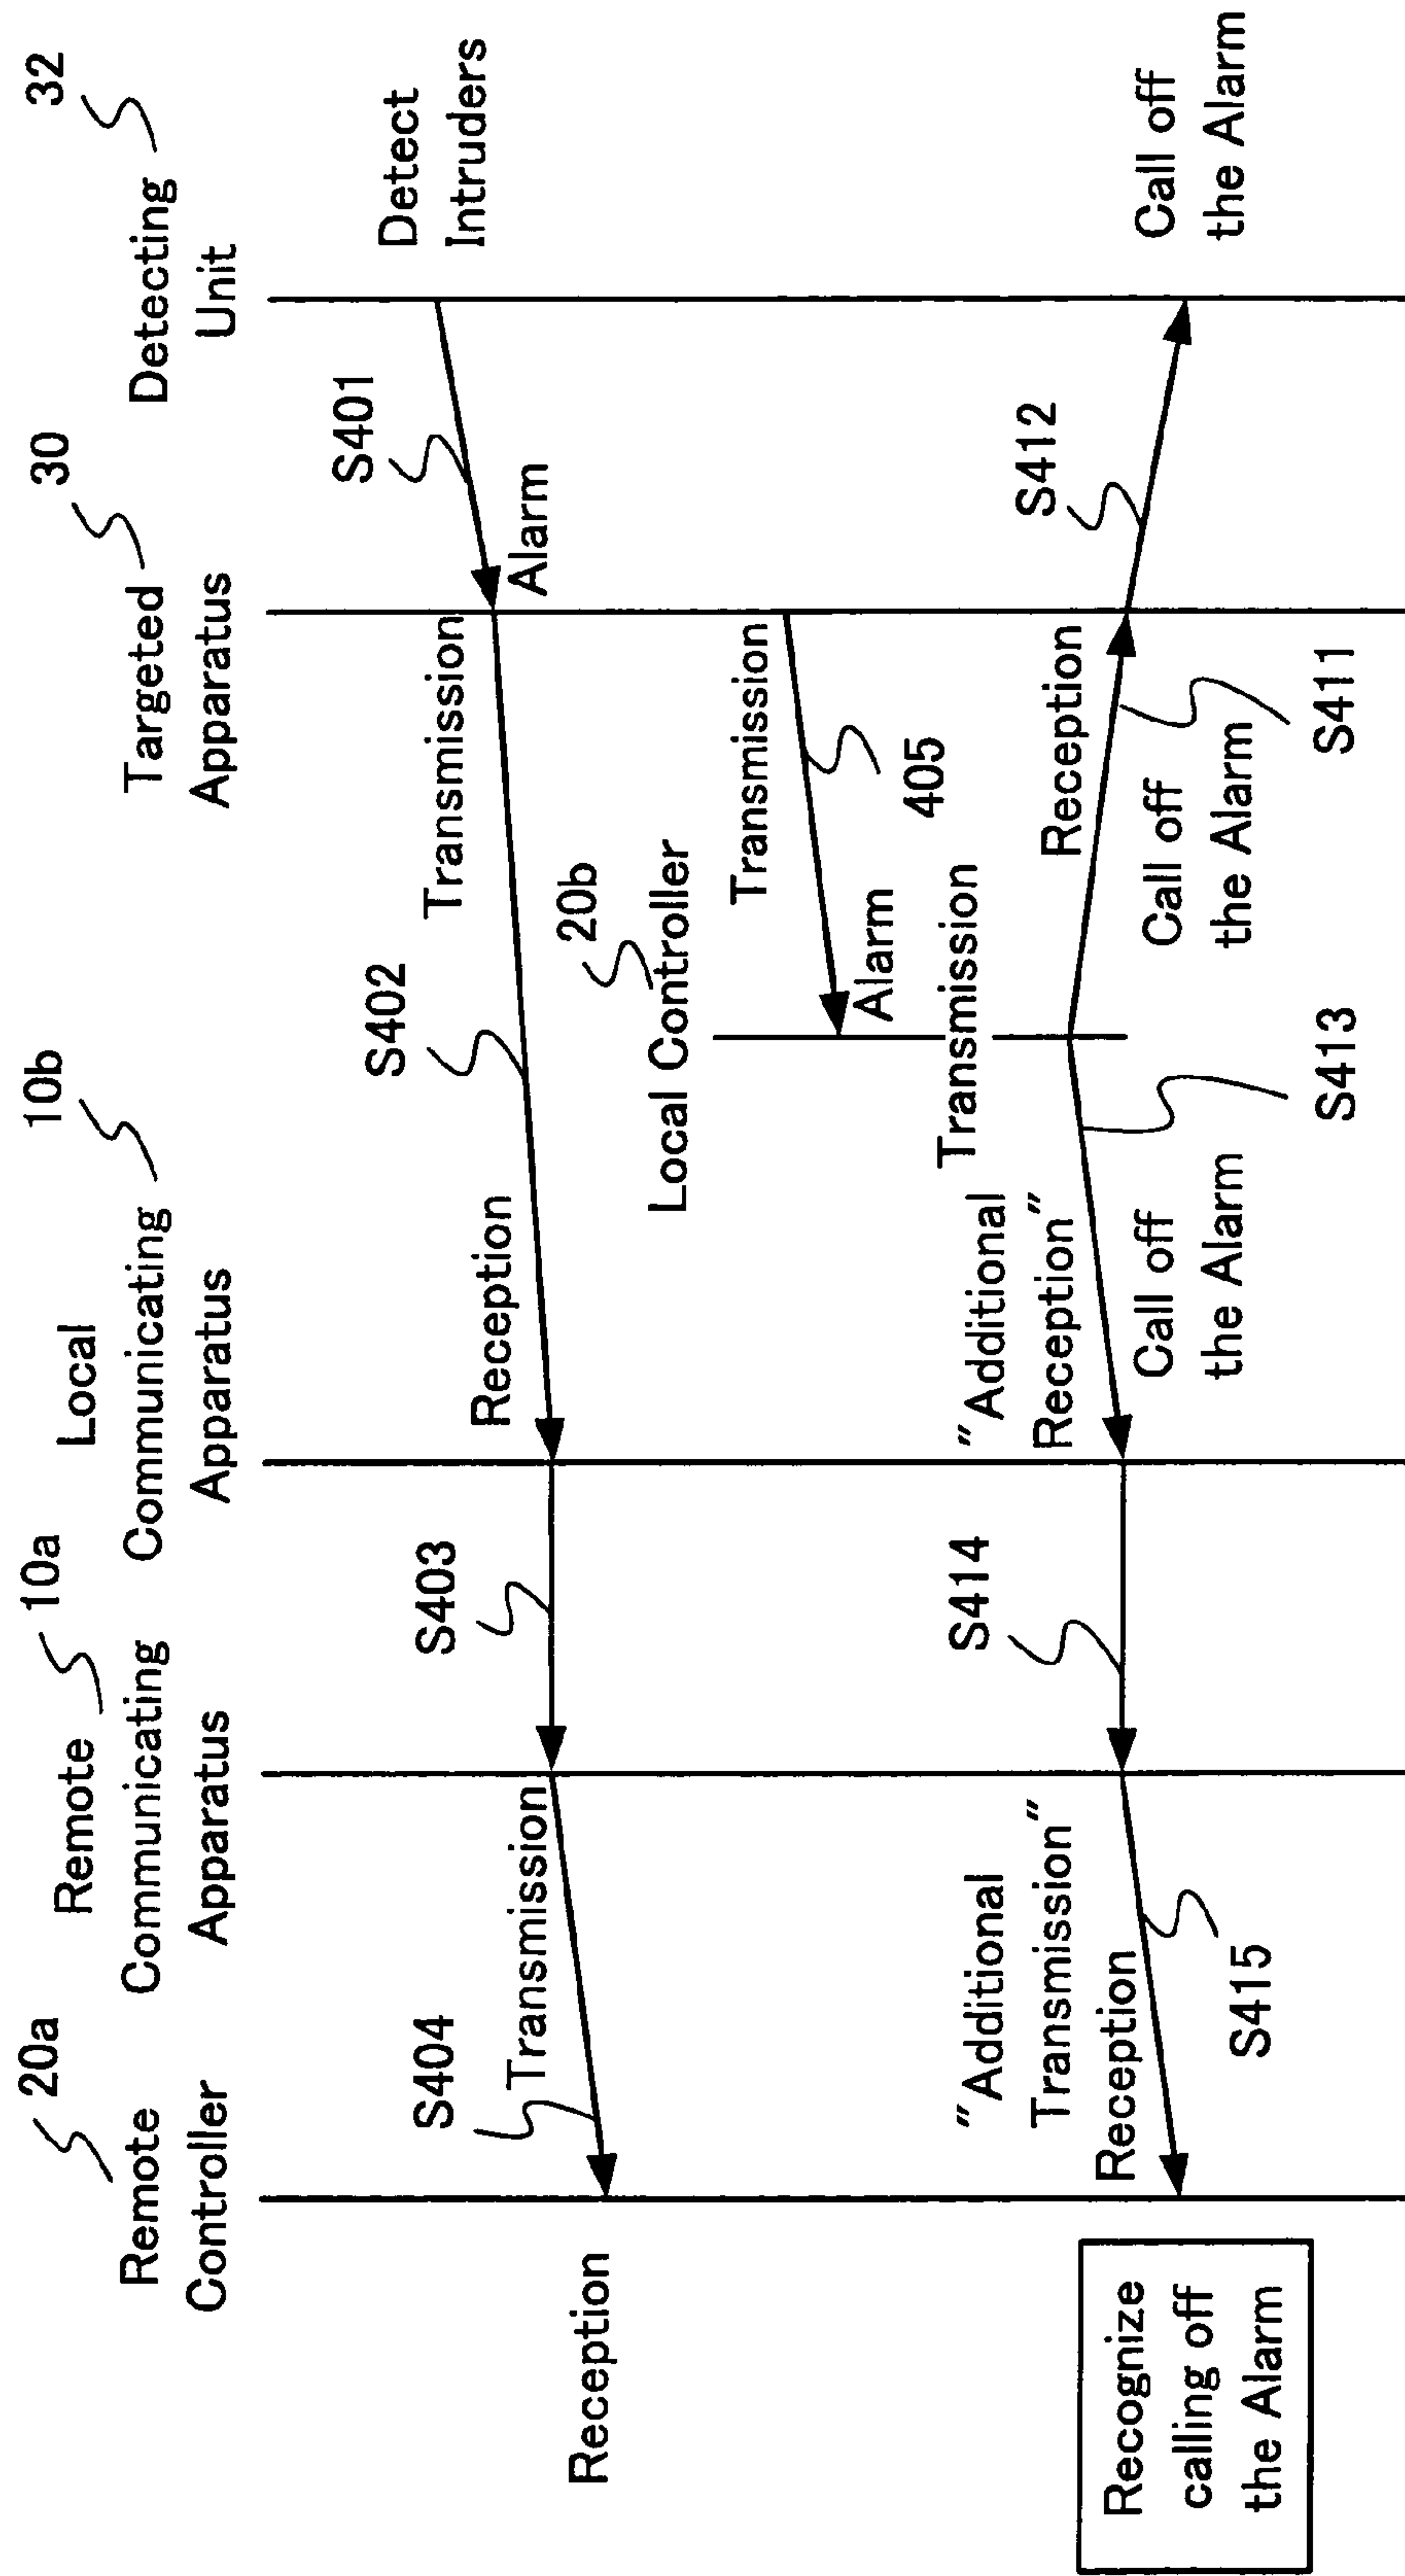 20a
Remote
Controller
10a
Remote
Communicating
Apparatus
10b
Local
Communicating
Apparatus
30
Targeted
Apparatus
32
Detecting
Unit
Detect
Intruders
S401
Alarm
Transmission
S402
Reception
S403
S404
Transmission
Reception
20b
Local Controller
Transmission
405
Alarm
Transmission
Reception
Call off
the Alarm
S411
S412
Call off
the Alarm
"Additional
Reception"
Call off
the Alarm
S413
S414
"Additional
Transmission"
Reception
S415
Recognize
calling off
the Alarm